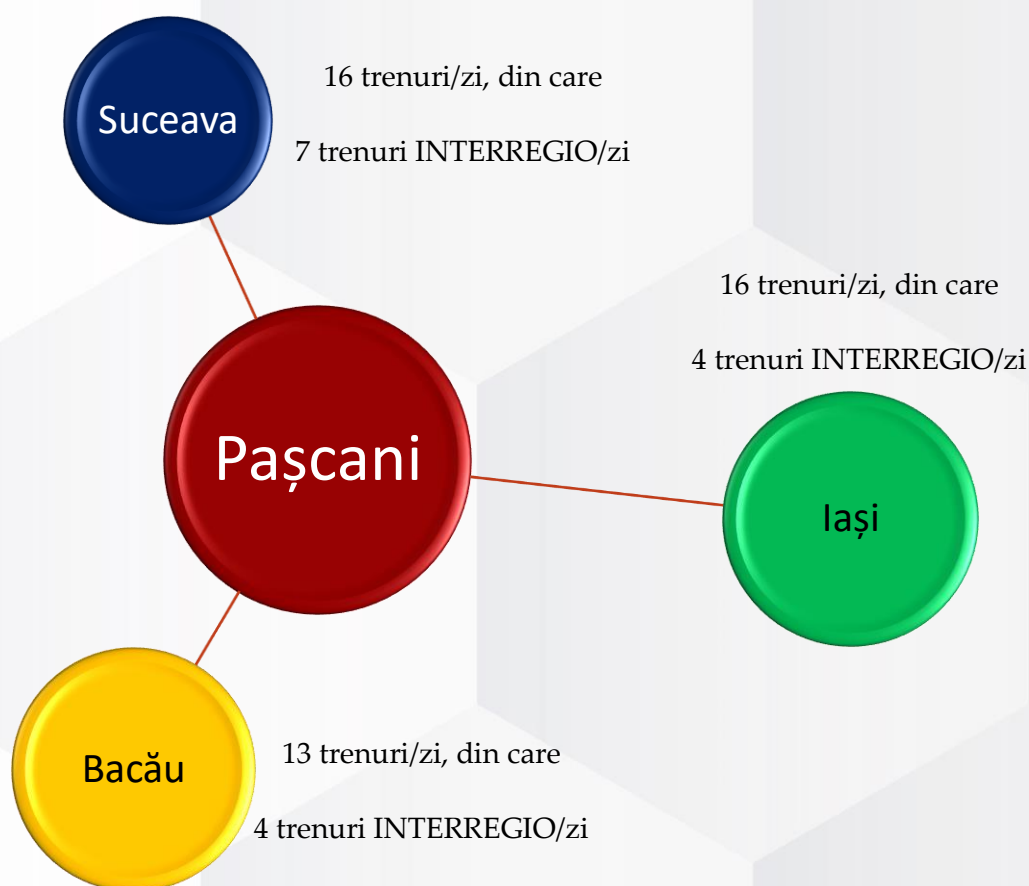 Suceava
16 trenuri/zi, din care
7 trenuri INTERREGIO/zi
16 trenuri/zi, din care
4 trenuri INTERREGIO/zi
Pașcani
Iași
Bacău
13 trenuri/zi, din care
4 trenuri INTERREGIO/zi